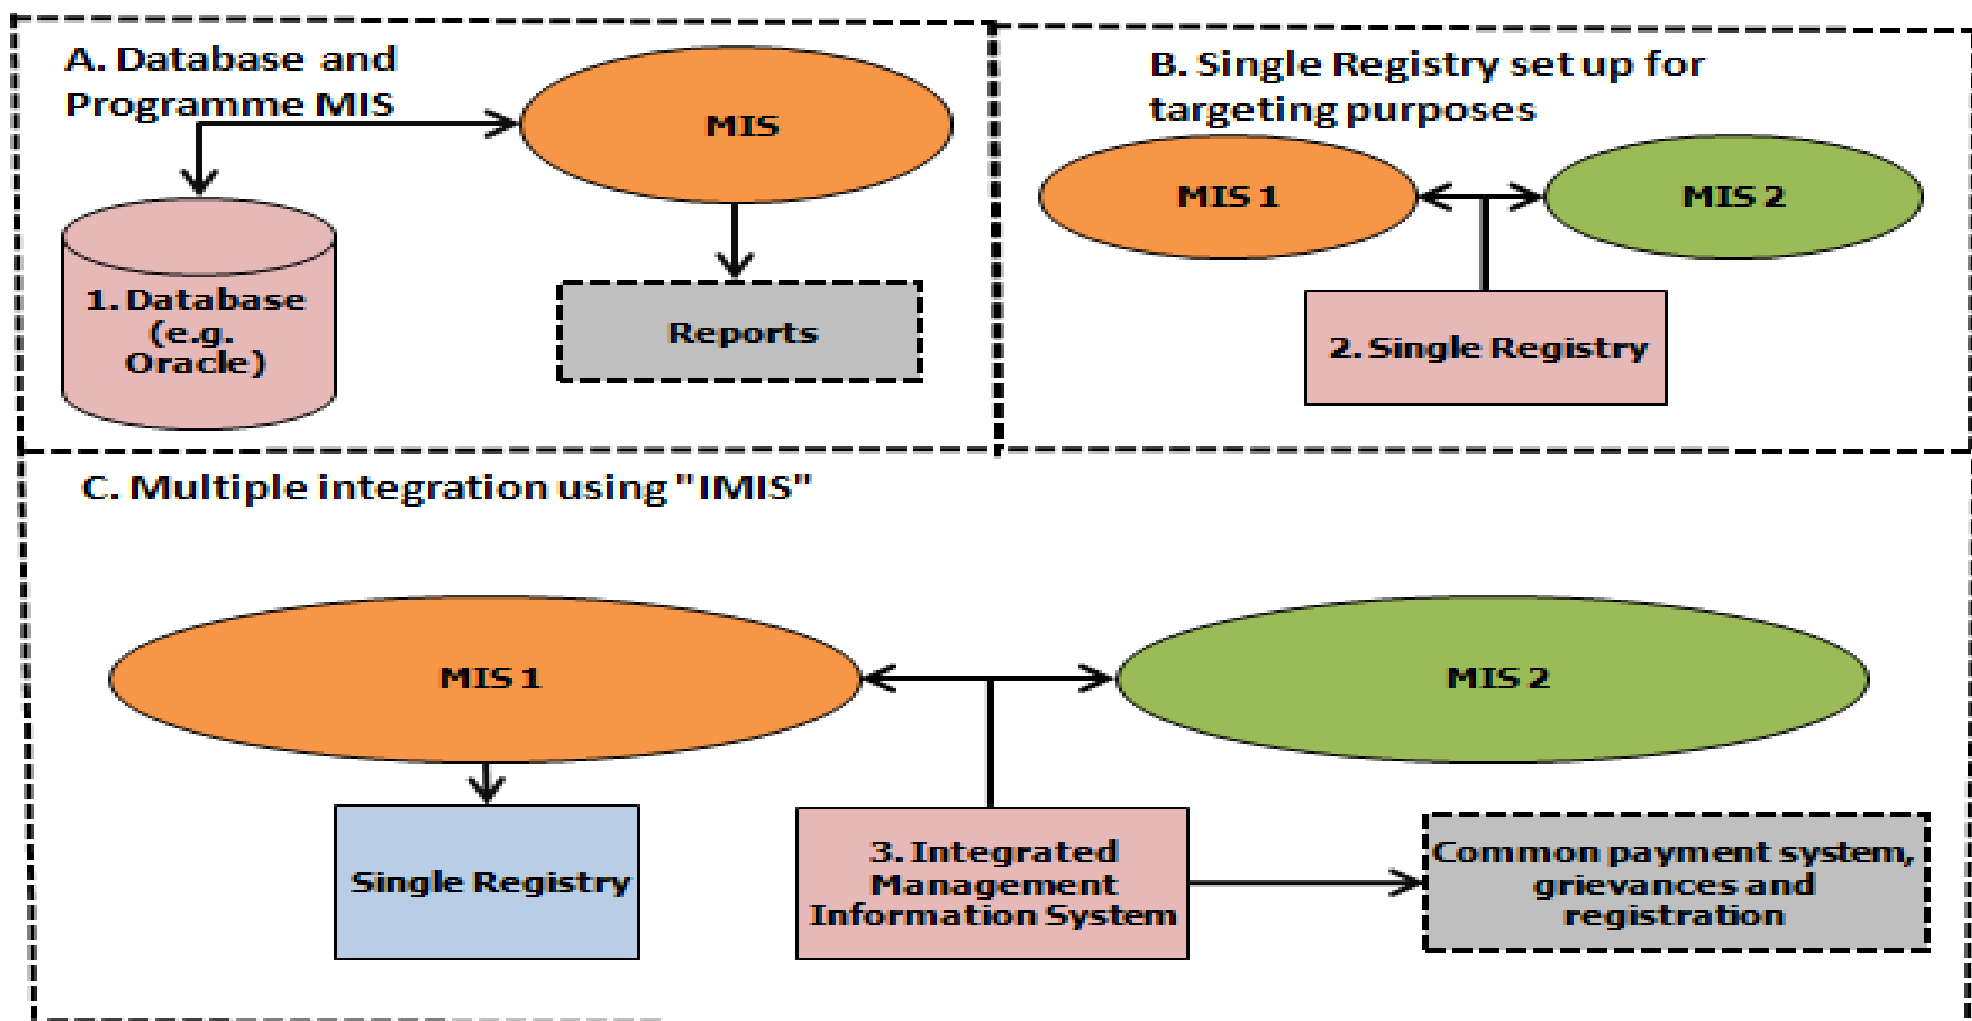 A. Database and
Programme MIS
MIS
1. Database
(e.g.
Oracle)
Reports
B. Single Registry set up for
targeting purposes
MIS 1
MIS 2
2. Single Registry
C. Multiple integration using "IMIS"
MIS 1
MIS 2
Single Registry
3. Integrated
Management
Information System
Common payment system,
grievances and
registration